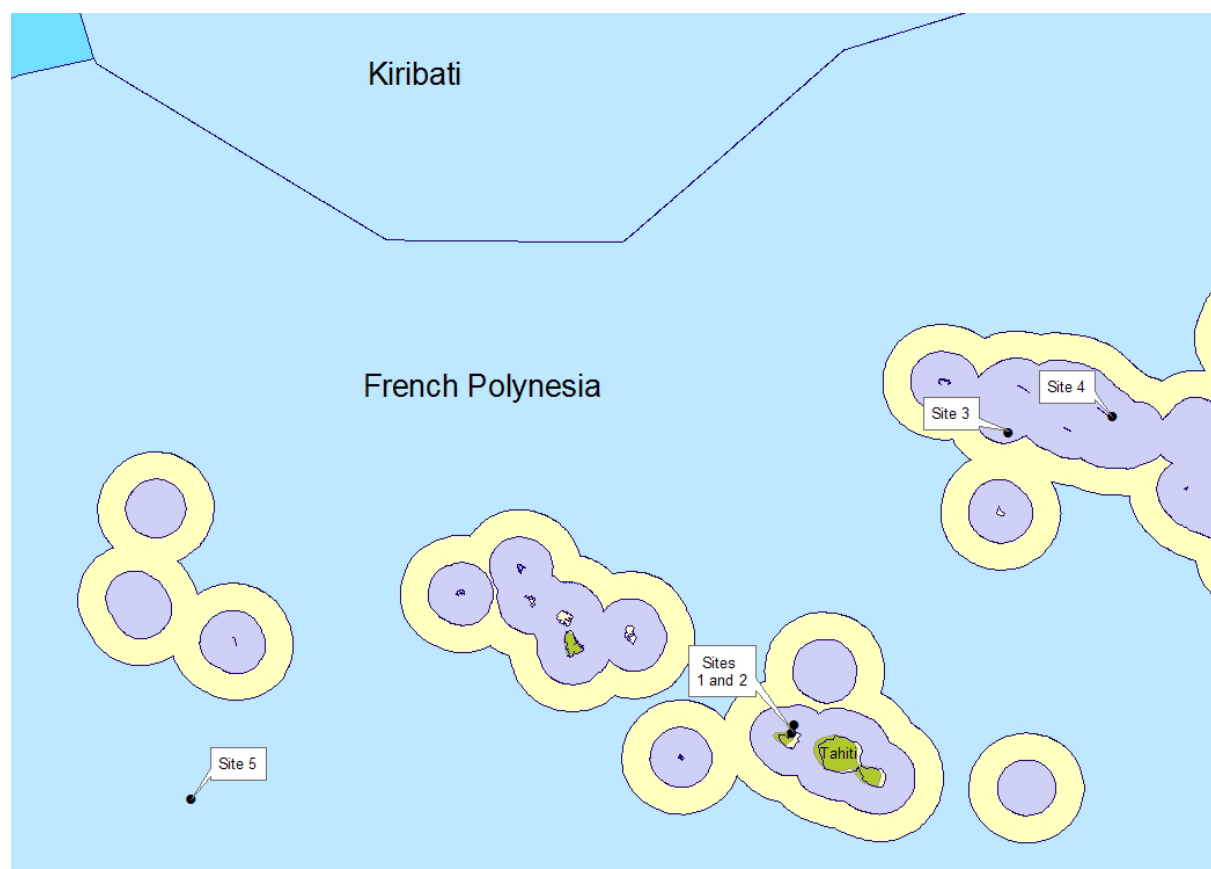 Kiribati
French Polynesia
Site 4
Site 3
Sites
1 and 2
Tahiti
Site 5